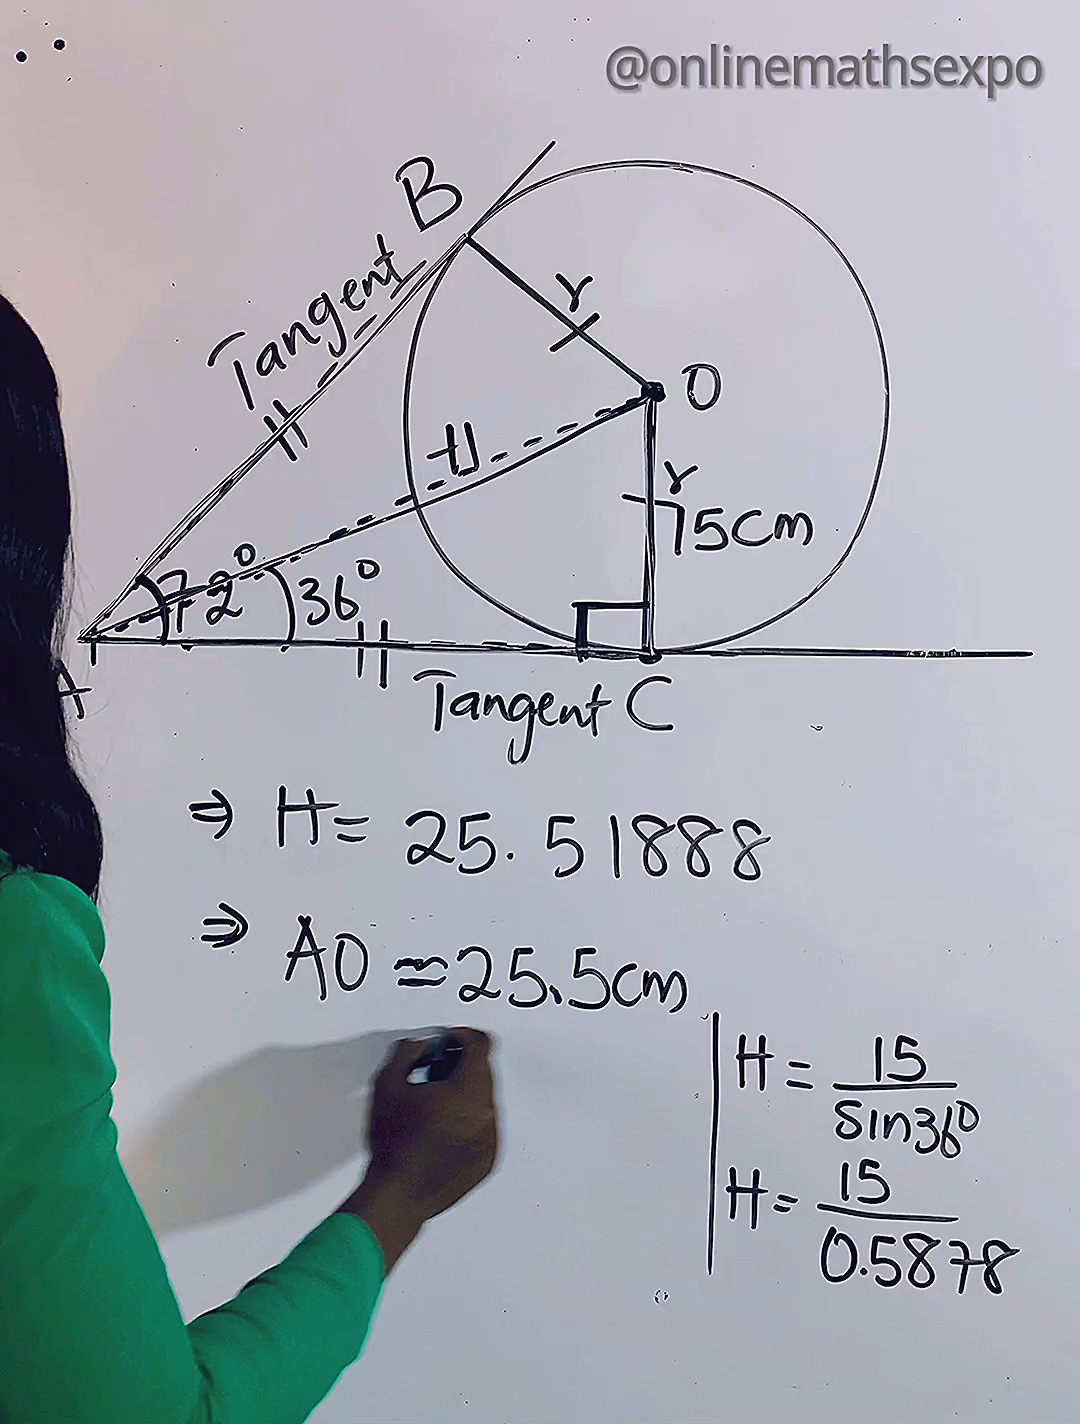 @onlinemathsexpo
B
Tangent
r
O
H
r
15cm
72° 36°
A
Tangent C
⇒ H = 25.51888
⇒ AO ≈ 25.5cm
H = 15/sin36°
H = 15/0.5878